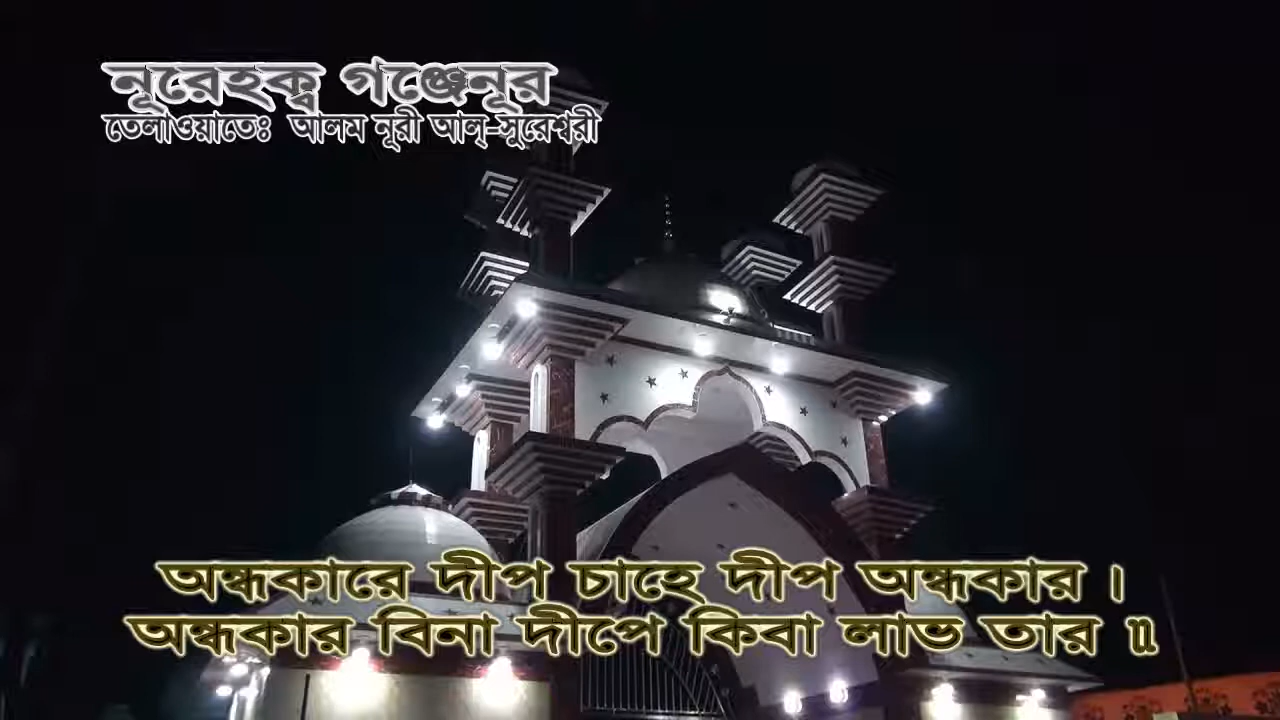 নূরেহক্ব গঞ্জেনূর
তেলাওয়াতেঃ আলম নূরী আল্-সুরেশ্বরী
অন্ধকারে দীপ চাহে দীপ অন্ধকার।
অন্ধকার বিনা দীপে কিবা লাভ তার ॥